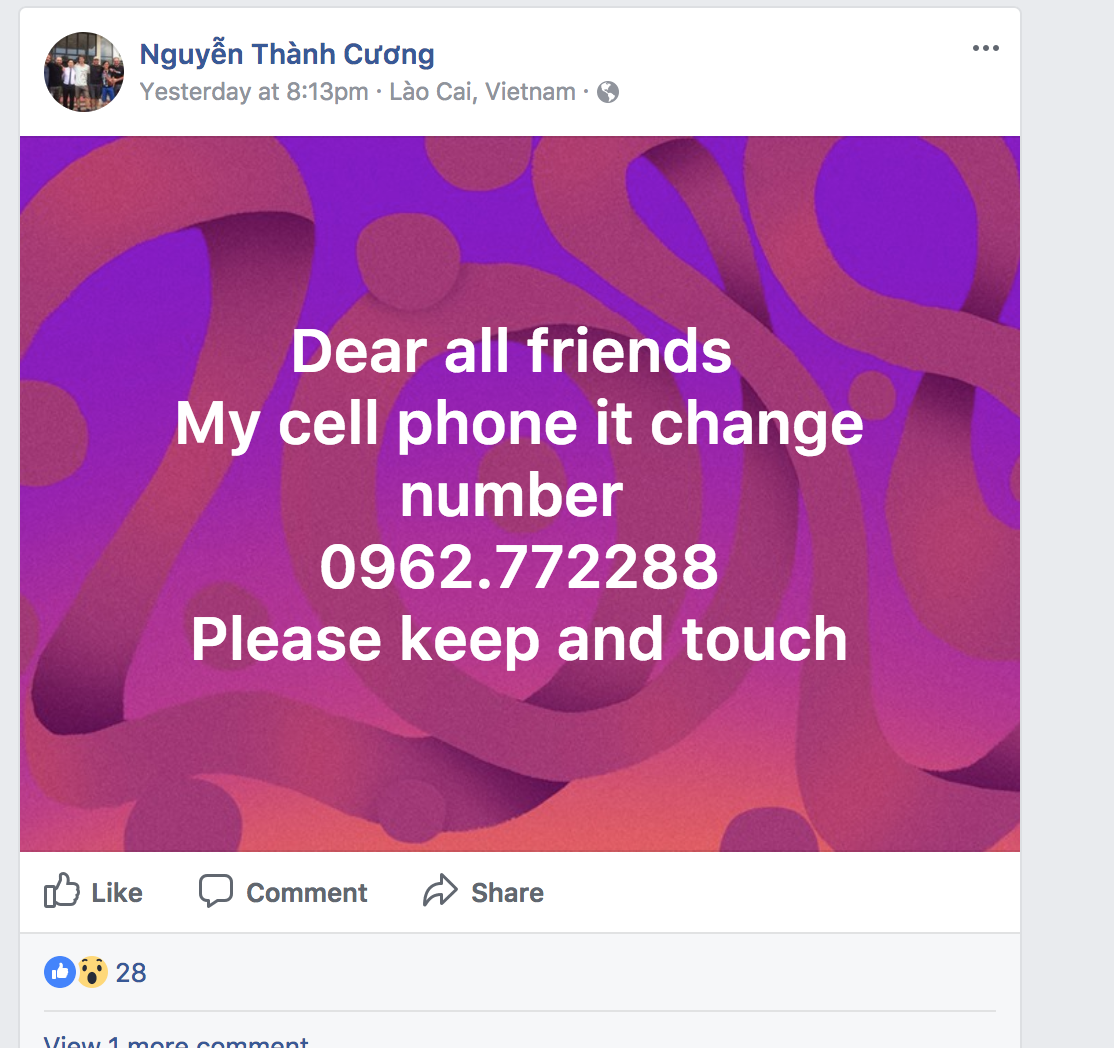 Nguyễn Thành Cương
Yesterday at 8:13pm · Lào Cai, Vietnam ·
Dear all friends
My cell phone it change
number
0962.772288
Please keep and touch
Like Comment Share
28
View 1 more comment